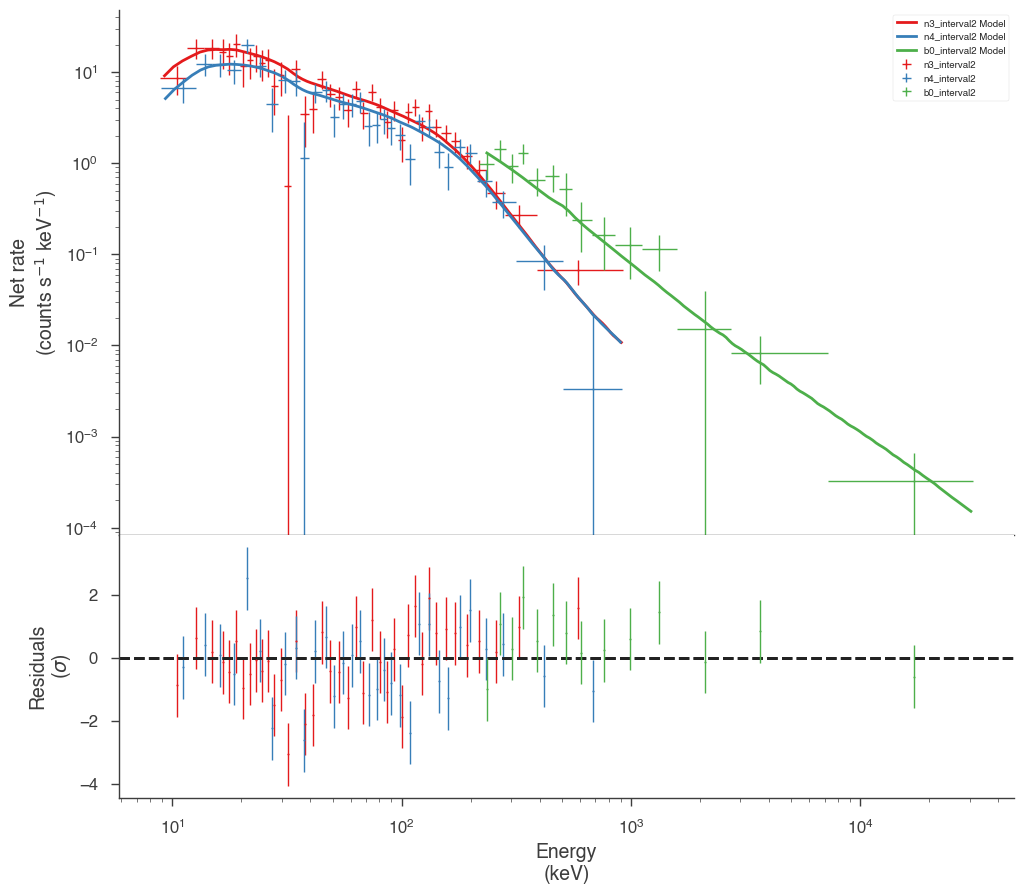 n3_interval2 Model
n4_interval2 Model
b0_interval2 Model
n3_interval2
n4_interval2
b0_interval2
Net rate
(counts s⁻¹ keV⁻¹)
10¹
10⁰
10⁻¹
10⁻²
10⁻³
10⁻⁴
Residuals
(σ)
2
0
−2
−4
10¹ 10² 10³ 10⁴
Energy
(keV)